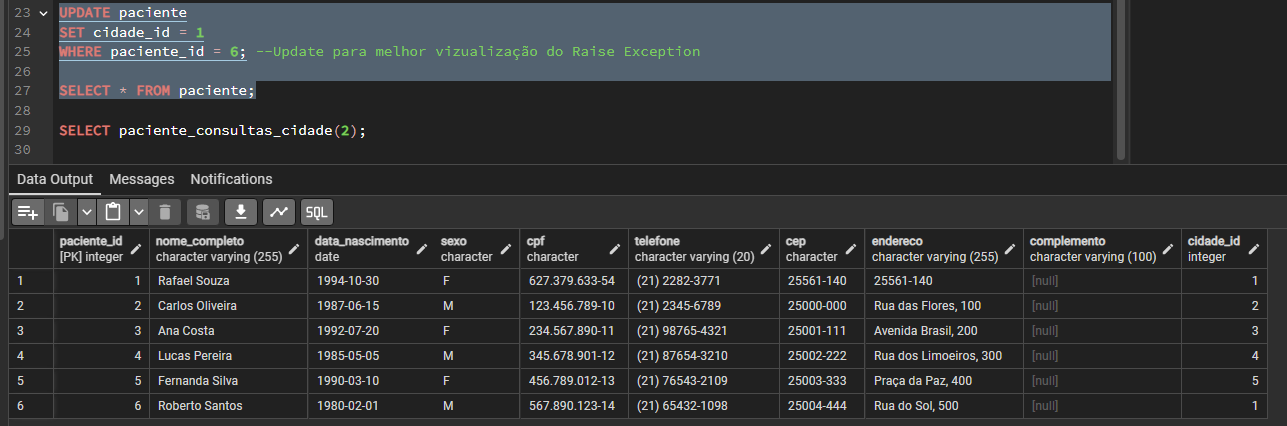 23 UPDATE paciente
24 SET cidade_id = 1
25 WHERE paciente_id = 6; --Update para melhor vizualização do Raise Exception
26
27 SELECT * FROM paciente;
28
29 SELECT paciente_consultas_cidade(2);
30
Data Output Messages Notifications
SQL
paciente_id nome_completo data_nascimento sexo cpf telefone cep endereco complemento cidade_id
[PK] integer character varying (255) date character character character varying (20) character character varying (255) character varying (100) integer
1 1 Rafael Souza 1994-10-30 F 627.379.633-54 (21) 2282-3771 25561-140 25561-140 [null] 1
2 2 Carlos Oliveira 1987-06-15 M 123.456.789-10 (21) 2345-6789 25000-000 Rua das Flores, 100 [null] 2
3 3 Ana Costa 1992-07-20 F 234.567.890-11 (21) 98765-4321 25001-111 Avenida Brasil, 200 [null] 3
4 4 Lucas Pereira 1985-05-05 M 345.678.901-12 (21) 87654-3210 25002-222 Rua dos Limoeiros, 300 [null] 4
5 5 Fernanda Silva 1990-03-10 F 456.789.012-13 (21) 76543-2109 25003-333 Praça da Paz, 400 [null] 5
6 6 Roberto Santos 1980-02-01 M 567.890.123-14 (21) 65432-1098 25004-444 Rua do Sol, 500 [null] 1